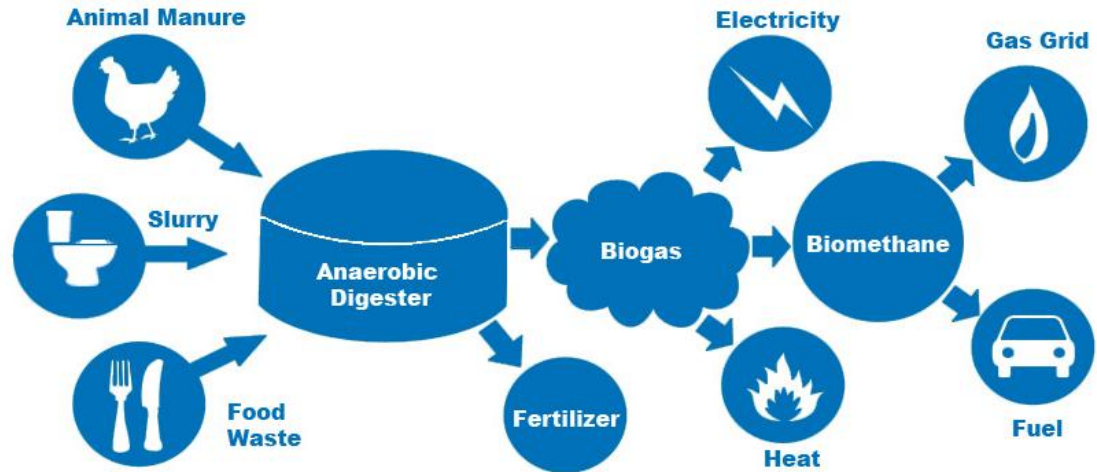 Animal Manure
Electricity
Gas Grid
Slurry
Anaerobic
Digester
Biogas
Biomethane
Food
Waste
Fertilizer
Heat
Fuel